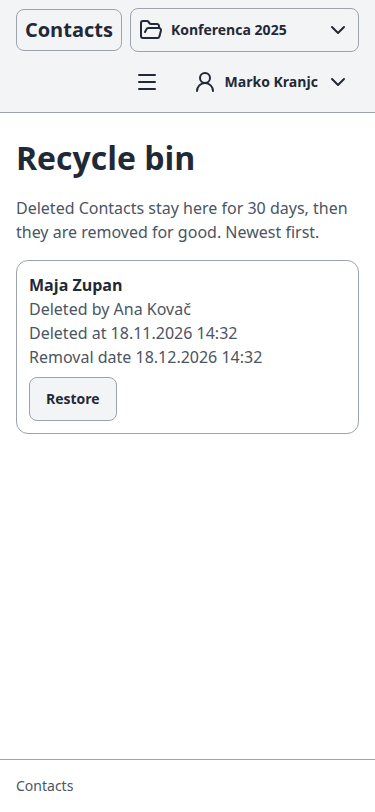 Contacts
Konferenca 2025
Marko Kranjc
Recycle bin
Deleted Contacts stay here for 30 days, then
they are removed for good. Newest first.
Maja Zupan
Deleted by Ana Kovač
Deleted at 18.11.2026 14:32
Removal date 18.12.2026 14:32
Restore
Contacts